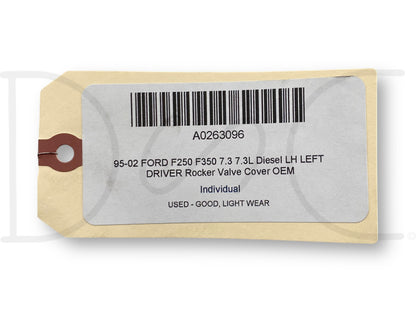 A0263096
95-02 FORD F250 F350 7.3 7.3L Diesel LH LEFT
DRIVER Rocker Valve Cover OEM
Individual
USED - GOOD, LIGHT WEAR